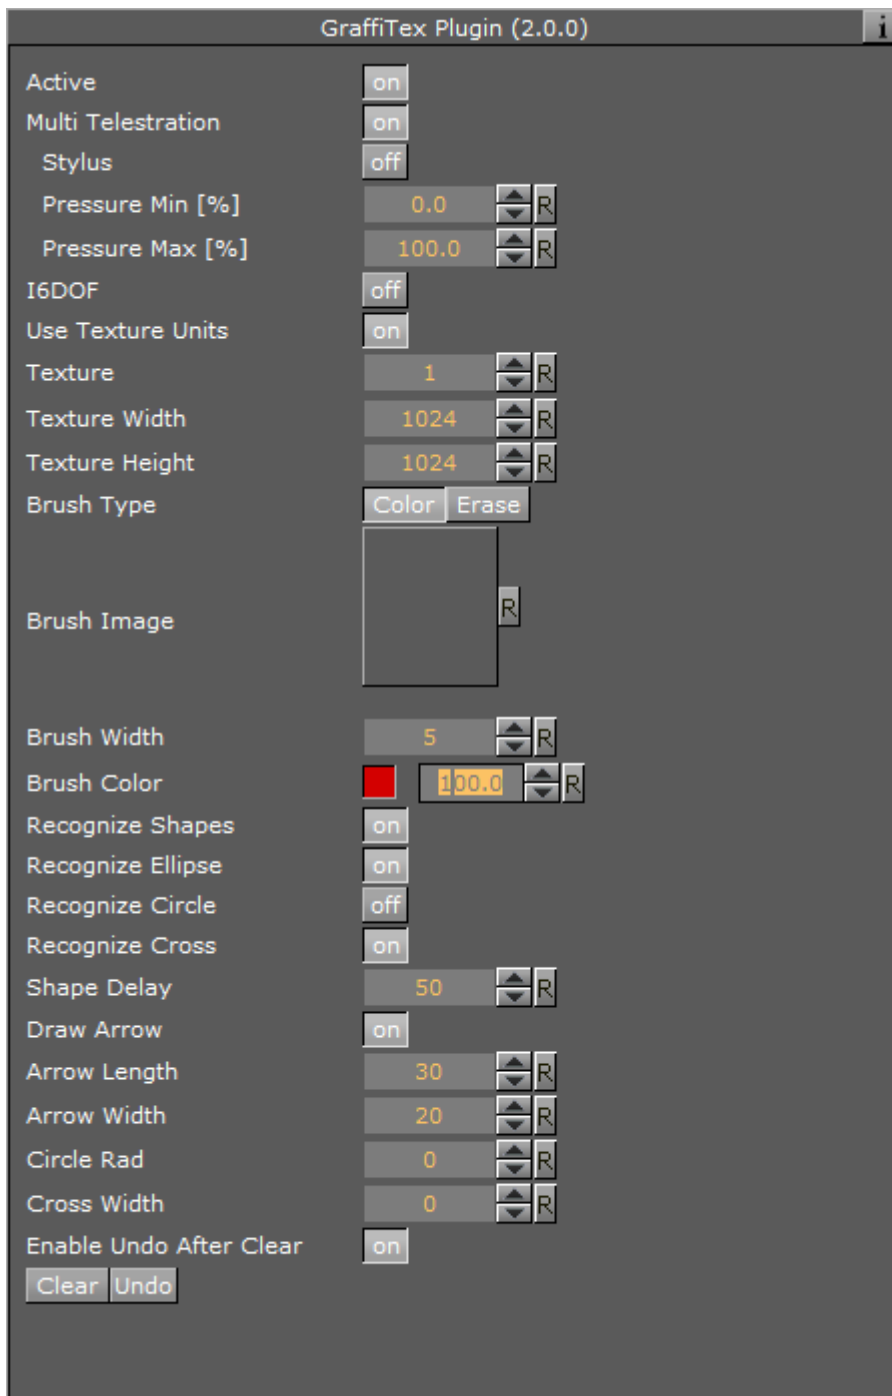 GraffiTex Plugin (2.0.0) i
Active on
Multi Telestration on
Stylus off
Pressure Min [%] 0.0 R
Pressure Max [%] 100.0 R
I6DOF off
Use Texture Units on
Texture 1 R
Texture Width 1024 R
Texture Height 1024 R
Brush Type Color Erase
Brush Image R
Brush Width 5 R
Brush Color 100.0 R
Recognize Shapes on
Recognize Ellipse on
Recognize Circle off
Recognize Cross on
Shape Delay 50 R
Draw Arrow on
Arrow Length 30 R
Arrow Width 20 R
Circle Rad 0 R
Cross Width 0 R
Enable Undo After Clear on
Clear Undo